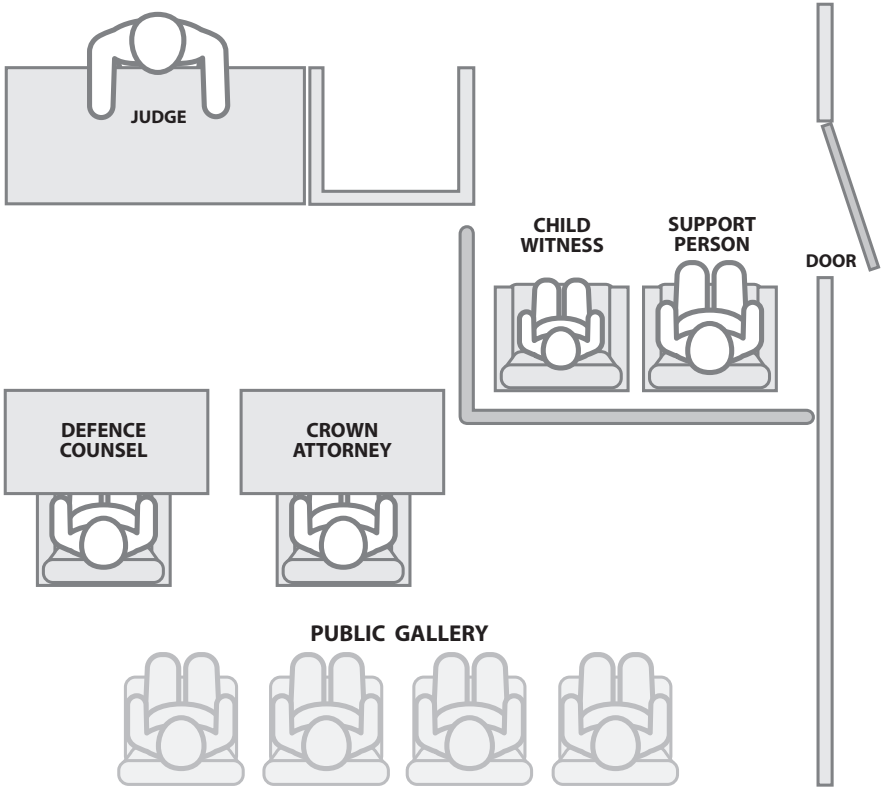 JUDGE
CHILD
WITNESS
SUPPORT
PERSON
DOOR
DEFENCE
COUNSEL
CROWN
ATTORNEY
PUBLIC GALLERY